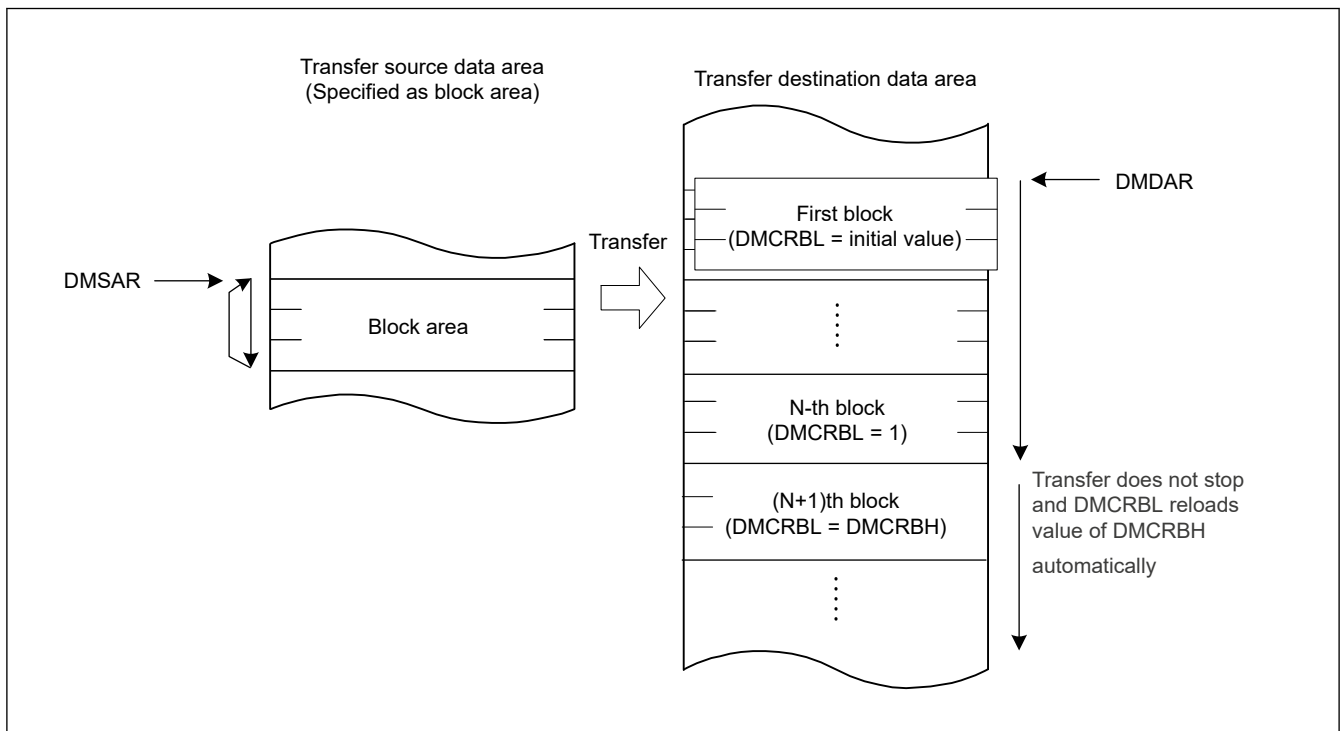 Transfer source data area
(Specified as block area)
Transfer destination data area
DMDAR
First block
(DMCRBL = initial value)
Transfer
DMSAR
Block area
N-th block
(DMCRBL = 1)
(N+1)th block
(DMCRBL = DMCRBH)
Transfer does not stop
and DMCRBL reloads
value of DMCRBH
automatically